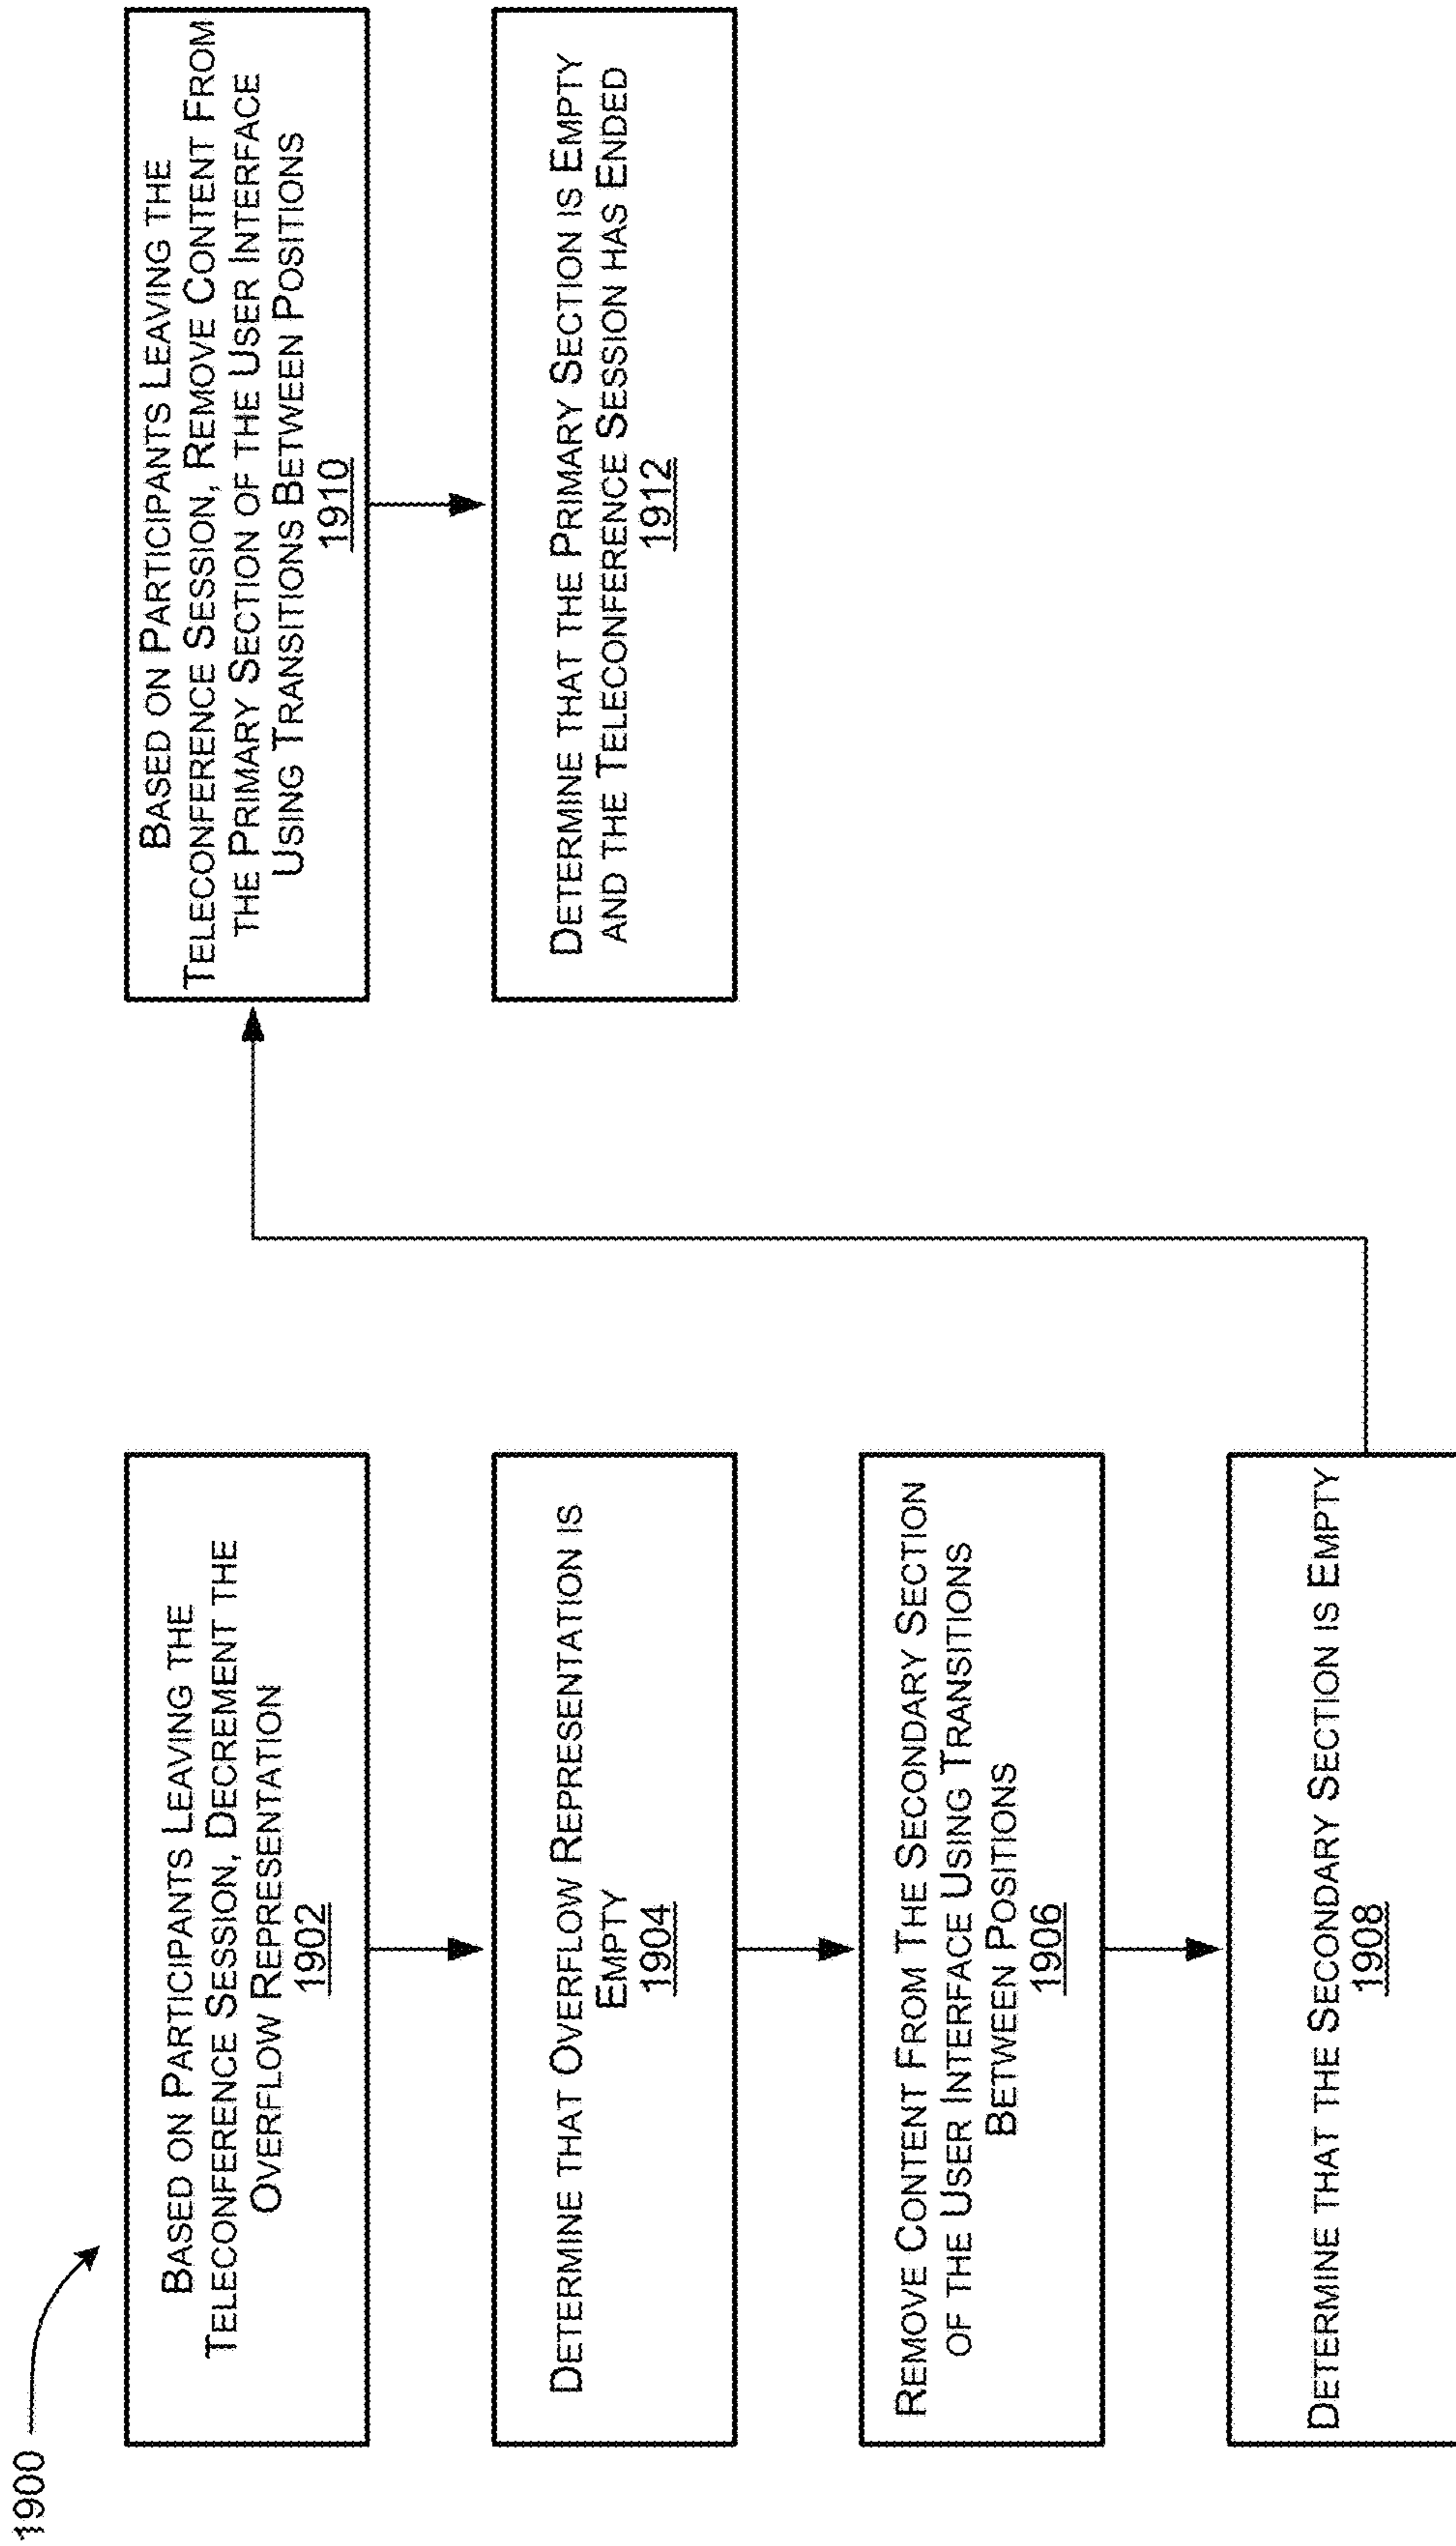 1900
BASED ON PARTICIPANTS LEAVING THE
TELECONFERENCE SESSION, DECREMENT THE
OVERFLOW REPRESENTATION
1902
DETERMINE THAT OVERFLOW REPRESENTATION IS
EMPTY
1904
REMOVE CONTENT FROM THE SECONDARY SECTION
OF THE USER INTERFACE USING TRANSITIONS
BETWEEN POSITIONS
1906
DETERMINE THAT THE SECONDARY SECTION IS EMPTY
1908
BASED ON PARTICIPANTS LEAVING THE
TELECONFERENCE SESSION, REMOVE CONTENT FROM
THE PRIMARY SECTION OF THE USER INTERFACE
USING TRANSITIONS BETWEEN POSITIONS
1910
DETERMINE THAT THE PRIMARY SECTION IS EMPTY
AND THE TELECONFERENCE SESSION HAS ENDED
1912